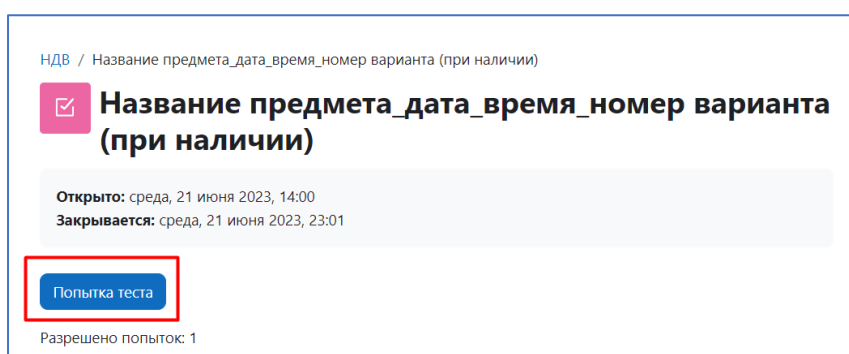 НДВ / Название предмета_дата_время_номер варианта (при наличии)
Название предмета_дата_время_номер варианта
(при наличии)
Открыто: среда, 21 июня 2023, 14:00
Закрывается: среда, 21 июня 2023, 23:01
Попытка теста
Разрешено попыток: 1